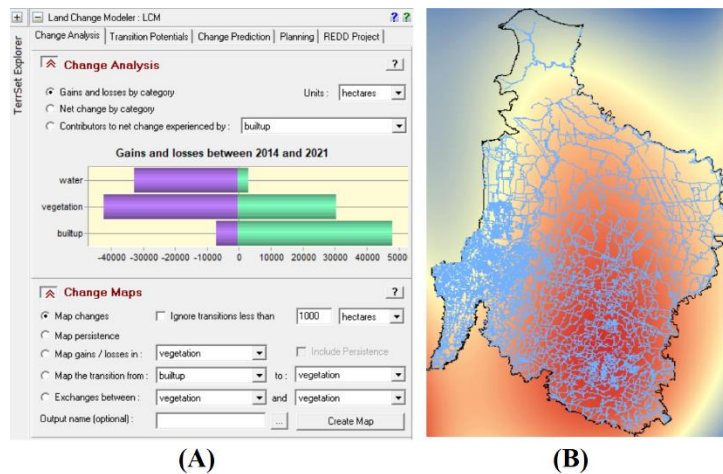 Land Change Modeler : LCM
? ?
TerrSet Explorer
Change Analysis Transition Potentials Change Prediction Planning REDD Project
Change Analysis ?
Gains and losses by category Units : hectares
Net change by category
Contributors to net change experienced by : builtup
Gains and losses between 2014 and 2021
water
vegetation
builtup
-40000 -30000 -20000 -10000 0 10000 20000 30000 40000 5000
Change Maps ?
Map changes Ignore transitions less than 1000 hectares
Map persistence
Map gains / losses in : vegetation Include Persistence
Map the transition from : builtup to : vegetation
Exchanges between : vegetation and vegetation
Output name (optional) : ... Create Map
(A) (B)